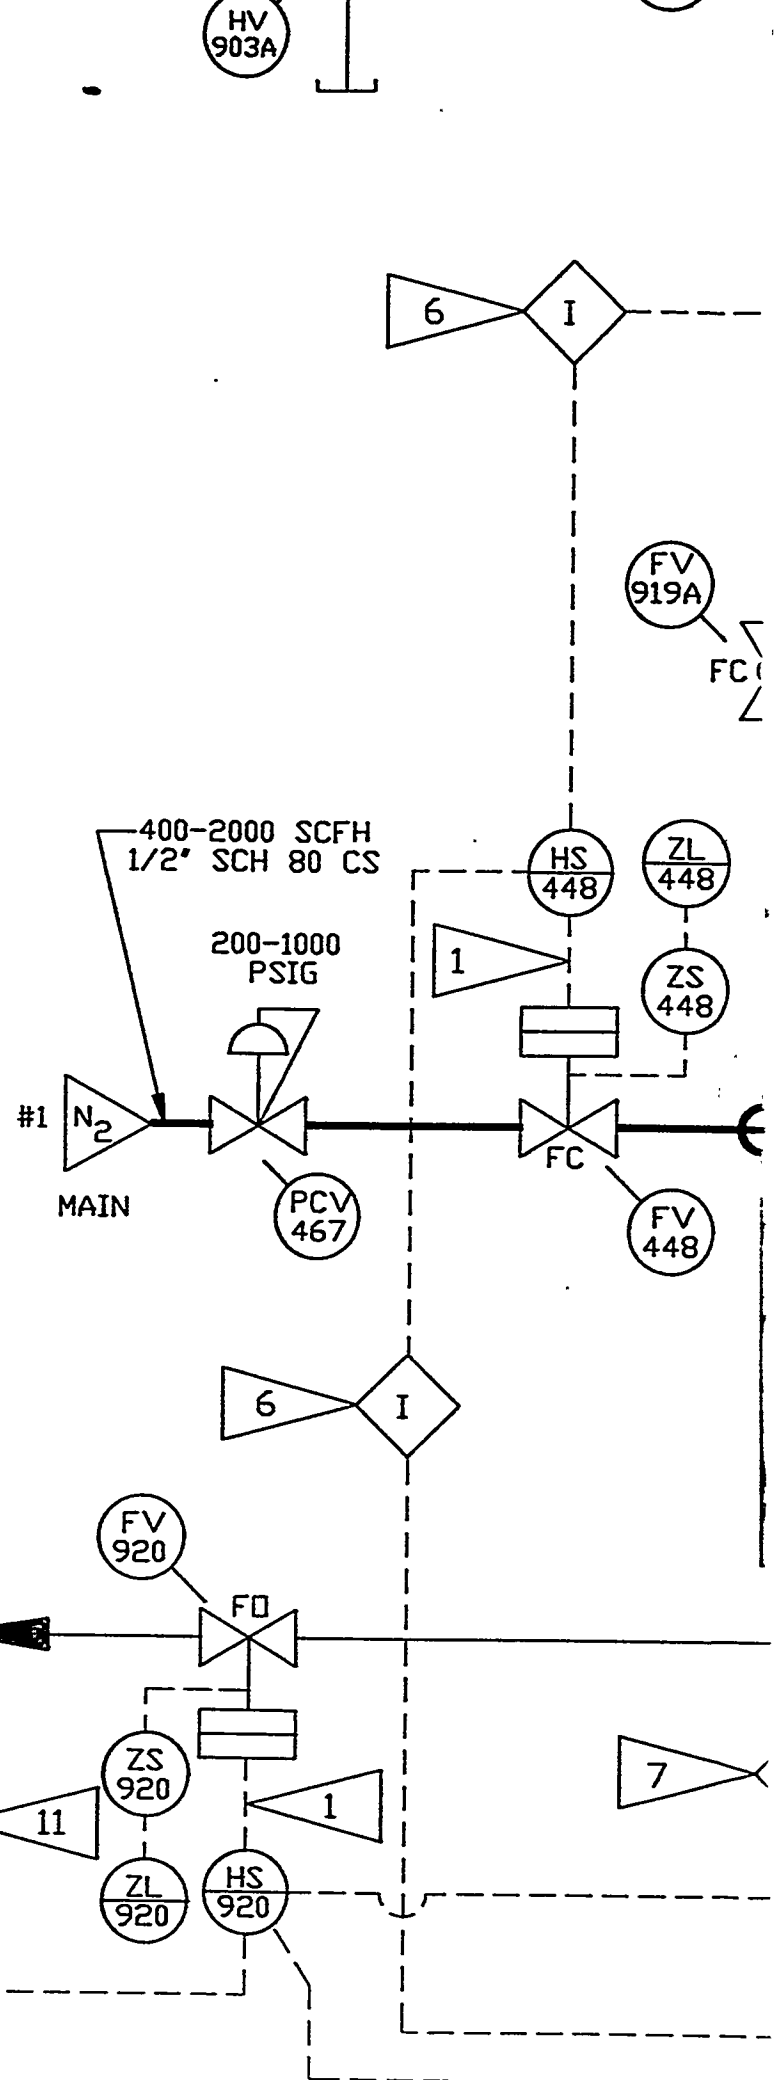 HV
903A
6
I
FV
919A
FC
400-2000 SCFH
1/2" SCH 80 CS
HS
448
ZL
448
200-1000
PSIG
1
ZS
448
#1
N2
FC
MAIN
PCV
467
FV
448
6
I
FV
920
FO
ZS
920
7
11
1
ZL
920
HS
920